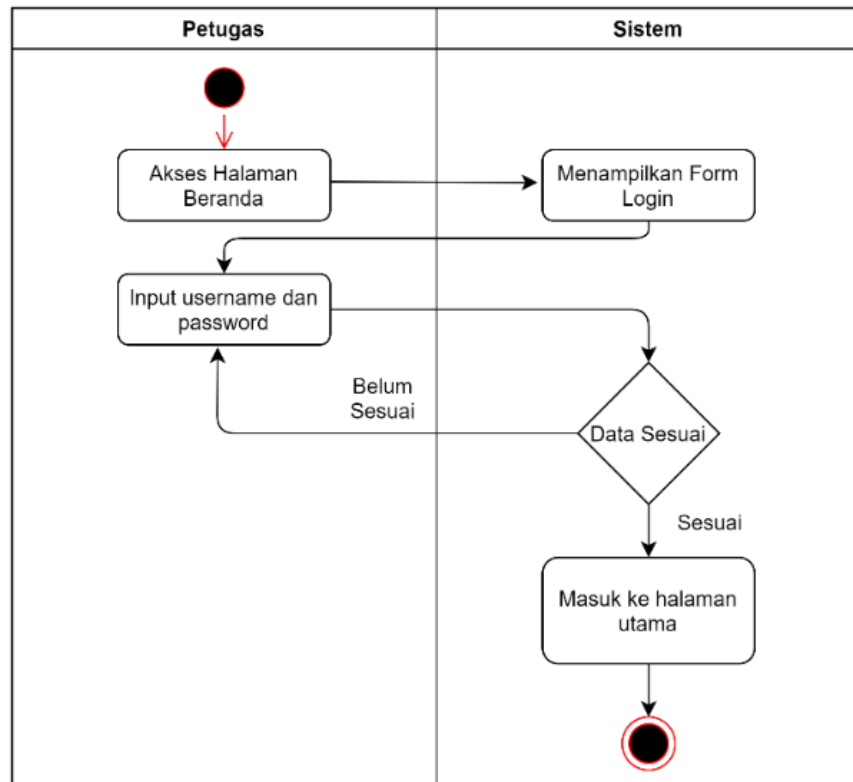 Petugas
Sistem
Akses Halaman
Beranda
Menampilkan Form
Login
Input username dan
password
Belum
Sesuai
Data Sesuai
Sesuai
Masuk ke halaman
utama